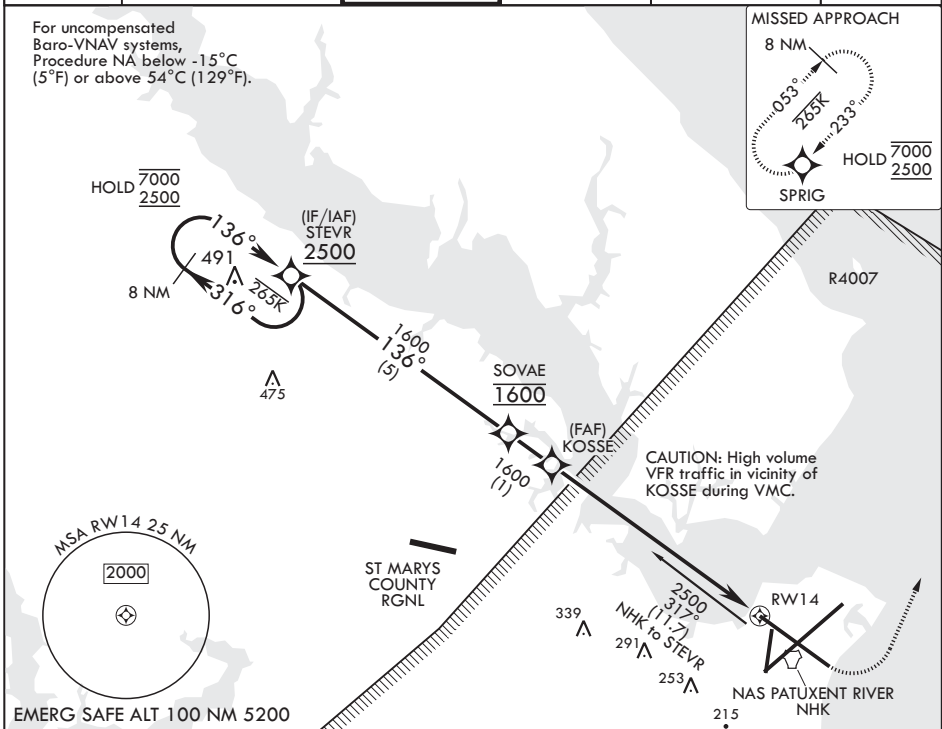 For uncompensated
Baro-VNAV systems,
Procedure NA below -15°C
(5°F) or above 54°C (129°F).
MISSED APPROACH
8 NM
053°
265K
233°
HOLD 7000
2500
SPRIG
HOLD 7000
2500
(IF/IAF)
STEVR
2500
136°
491
265K
316°
8 NM
R4007
1600
136°
(5)
475
SOVAE
1600
(FAF)
KOSSE
1600
(1)
CAUTION: High volume
VFR traffic in vicinity of
KOSSE during VMC.
MSA RW14 25 NM
2000
ST MARYS
COUNTY
RGNL
2500
317°
(11.7)
NHK to STEVR
RW14
339
291
253
215
NAS PATUXENT RIVER
NHK
EMERG SAFE ALT 100 NM 5200